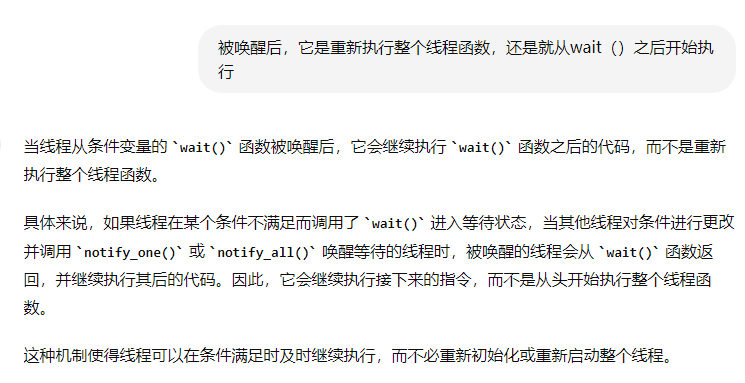 被唤醒后，它是重新执行整个线程函数，还是就从wait（）之后开始执
行
当线程从条件变量的 `wait()` 函数被唤醒后，它会继续执行 `wait()` 函数之后的代码，而不是重新
执行整个线程函数。
具体来说，如果线程在某个条件不满足而调用了 `wait()` 进入等待状态，当其他线程对条件进行更改
并调用 `notify_one()` 或 `notify_all()` 唤醒等待的线程时，被唤醒的线程会从 `wait()` 函数返
回，并继续执行其后的代码。因此，它会继续执行接下来的指令，而不是从头开始执行整个线程函
数。
这种机制使得线程可以在条件满足时及时继续执行，而不必重新初始化或重新启动整个线程。